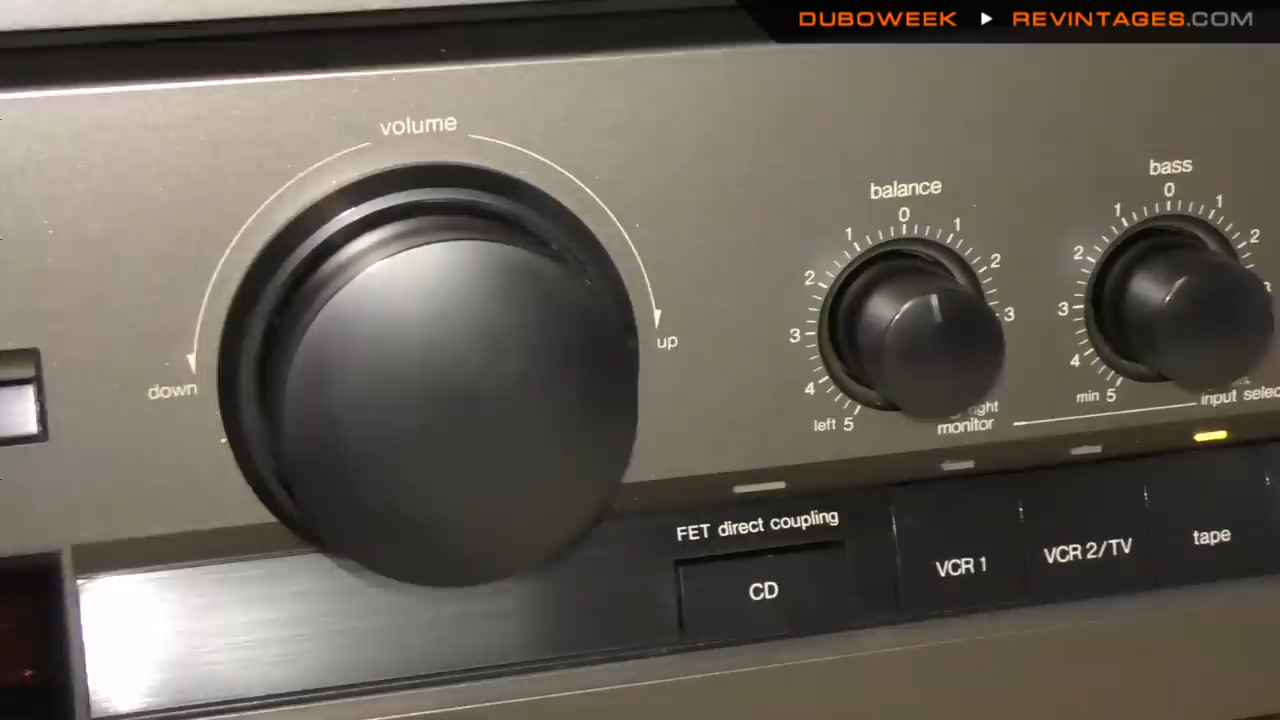 DUBOWEEK ▶ REVINTAGES.COM
volume
down
up
balance
0
1 1
2 2
3 3
4
left 5
bass
0
1 1
2 2
3
4
min 5
monitor
input selec
FET direct coupling
CD
VCR 1
VCR 2/TV
tape